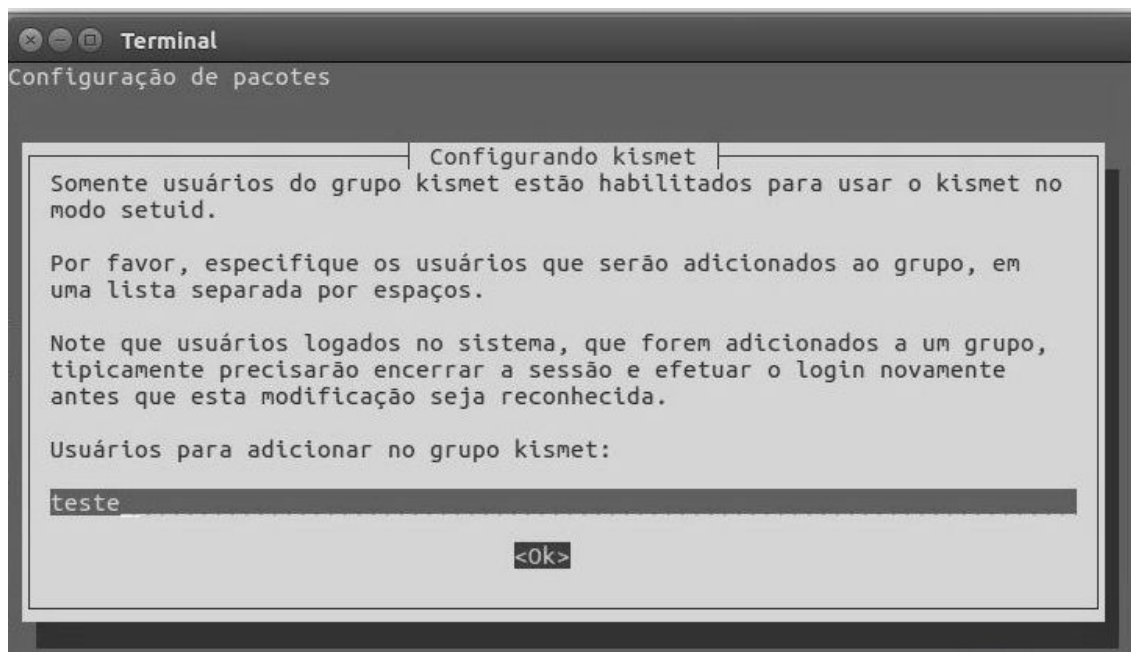 Terminal
Configuração de pacotes
Configurando kismet
Somente usuários do grupo kismet estão habilitados para usar o kismet no
modo setuid.
Por favor, especifique os usuários que serão adicionados ao grupo, em
uma lista separada por espaços.
Note que usuários logados no sistema, que forem adicionados a um grupo,
tipicamente precisarão encerrar a sessão e efetuar o login novamente
antes que esta modificação seja reconhecida.
Usuários para adicionar no grupo kismet:
teste
<Ok>